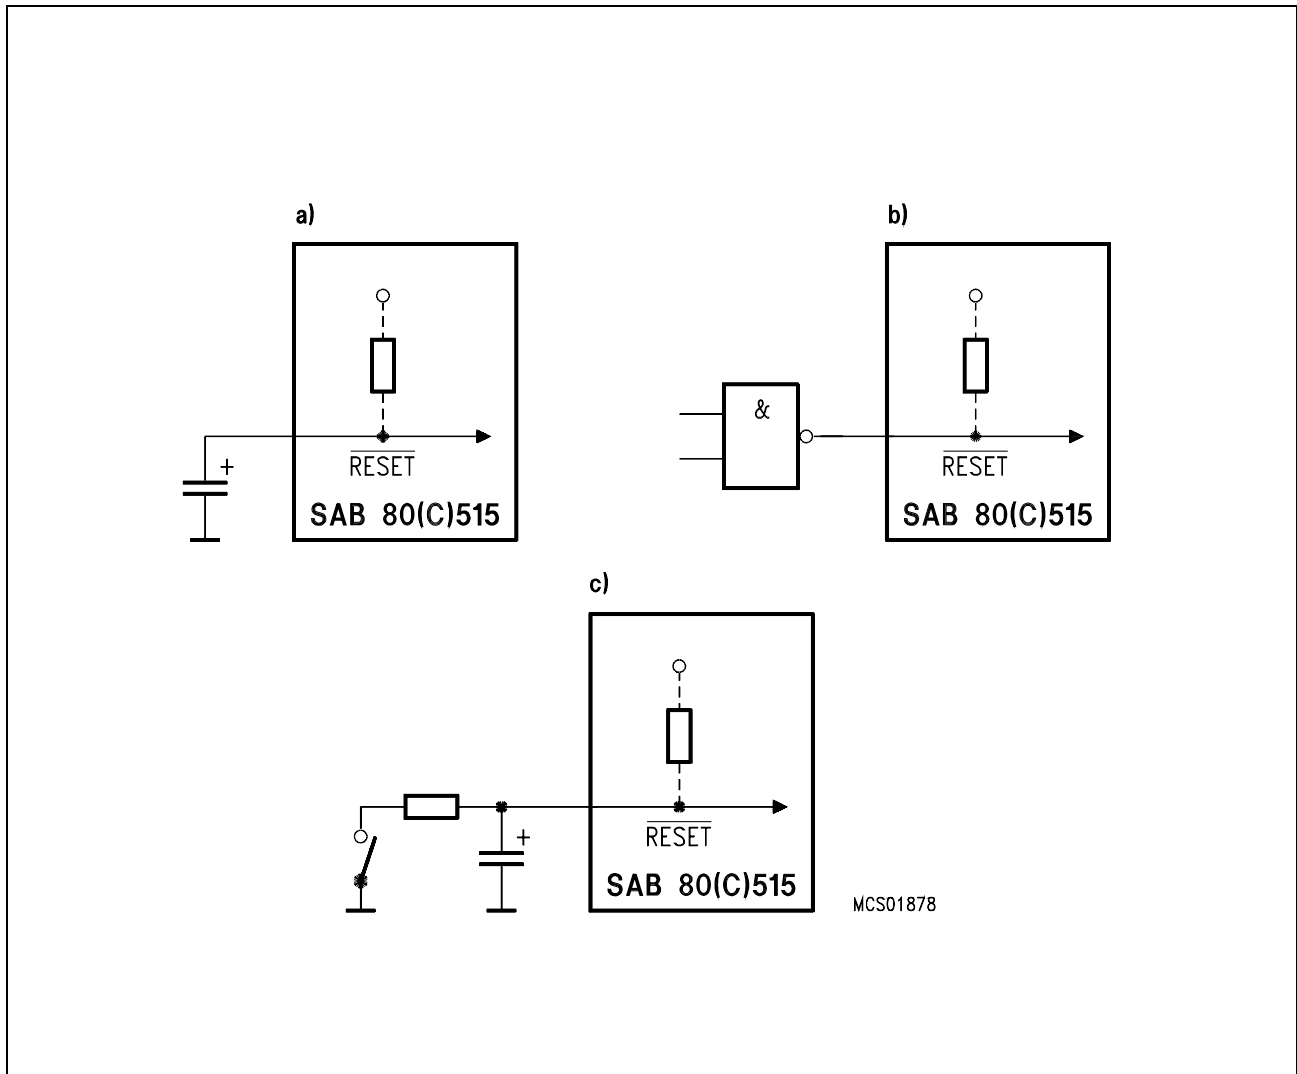 a)
+
RESET
SAB 80(C)515
b)
&
RESET
SAB 80(C)515
c)
+
RESET
SAB 80(C)515
MCS01878